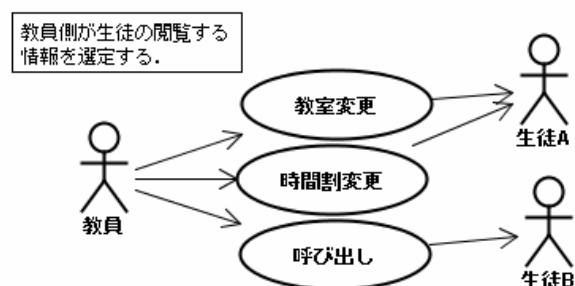 教員側が生徒の閲覧する
情報を選定する.
教室変更
生徒A
時間割変更
教員
呼び出し
生徒B